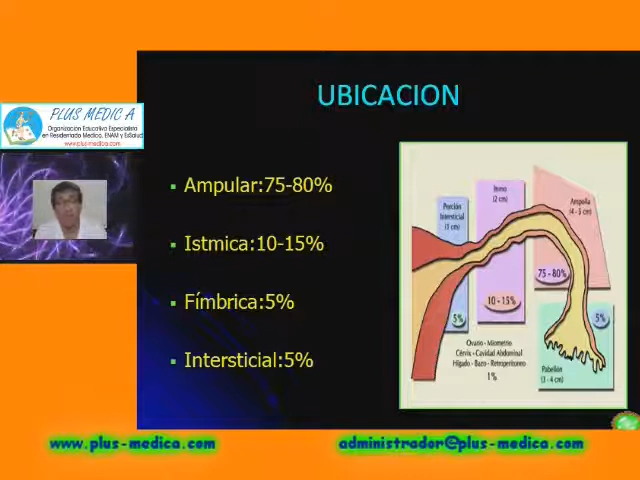 UBICACION
PLUS MEDIC A
Organización Educativa Especialista
en Residentado Medico, ENAM y EsSalud
www.plus-medica.com
▪ Ampular:75-80%
▪ Istmica:10-15%
▪ Fímbrica:5%
▪ Intersticial:5%
Porción
Intersticial
(1 cm)
Istmo
(2 cm)
Ampolla
(4 - 5 cm)
75 - 80%
10 - 15%
5%
5%
Ovario - Miometrio
Cérvix - Cavidad Abdominal
Hígado - Bazo - Retroperitoneo
1%
Pabellón
(3 - 4 cm)
www.plus-medica.com
administrador@plus-medica.com